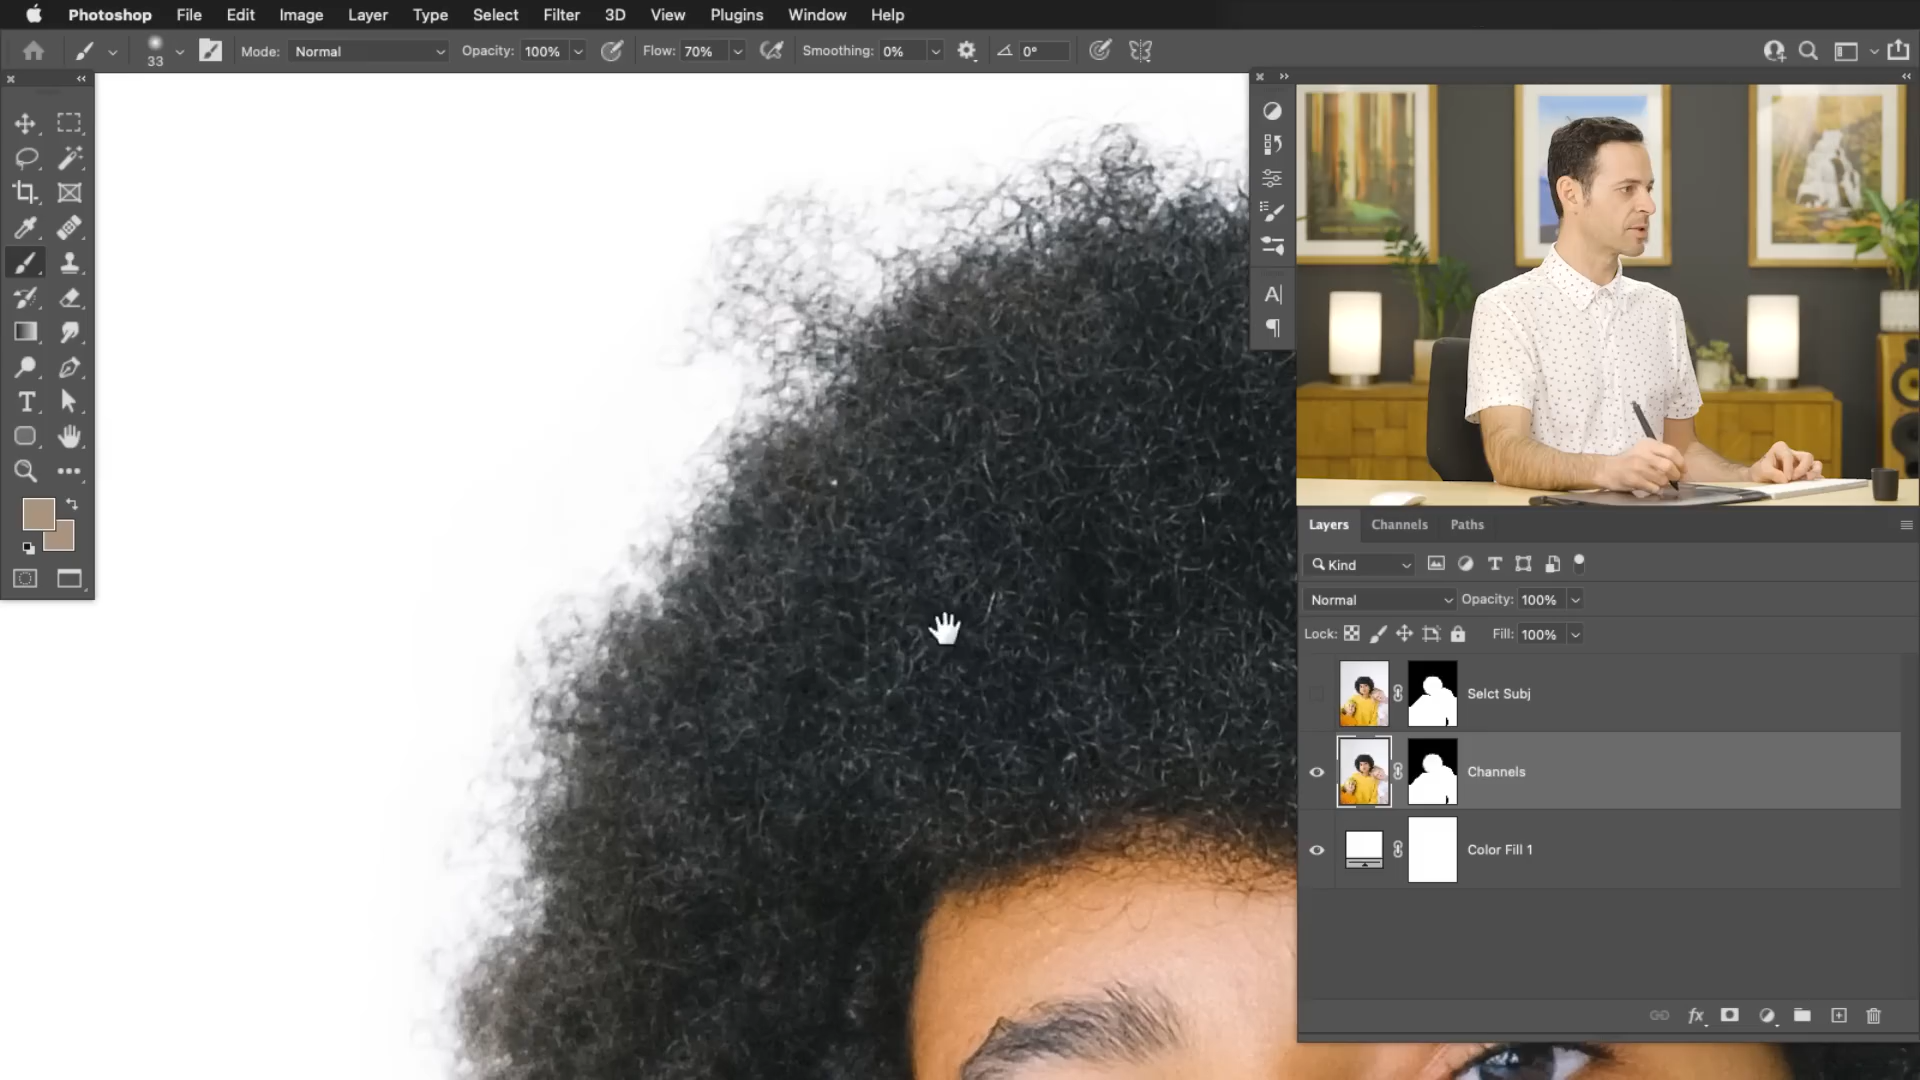 Photoshop File Edit Image Layer Type Select Filter 3D View Plugins Window Help
33 Mode: Normal Opacity: 100% Flow: 70% Smoothing: 0% 0°
Layers Channels Paths
Kind
Normal Opacity: 100%
Lock: Fill: 100%
Selct Subj
Channels
Color Fill 1